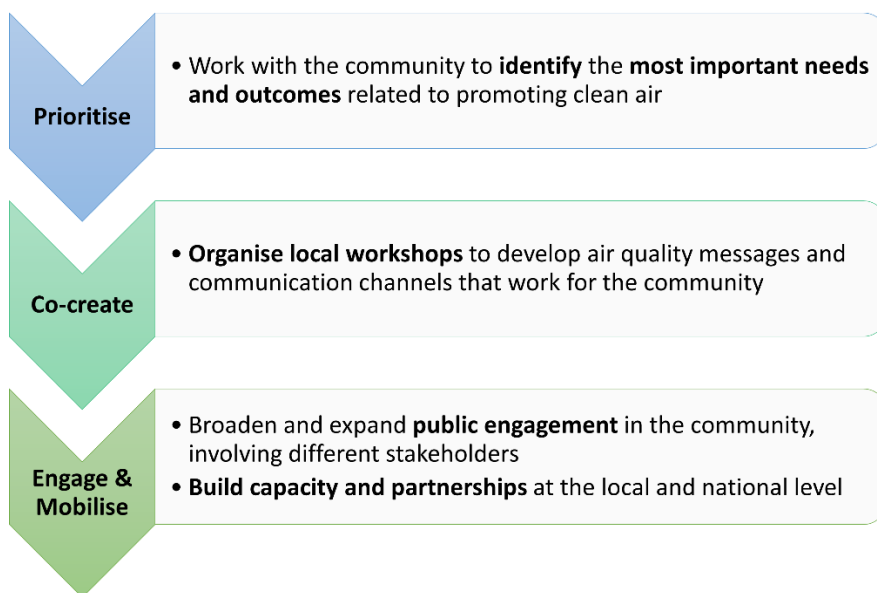 Prioritise
• Work with the community to identify the most important needs
and outcomes related to promoting clean air
Co-create
• Organise local workshops to develop air quality messages and
communication channels that work for the community
Engage &
Mobilise
• Broaden and expand public engagement in the community,
involving different stakeholders
• Build capacity and partnerships at the local and national level